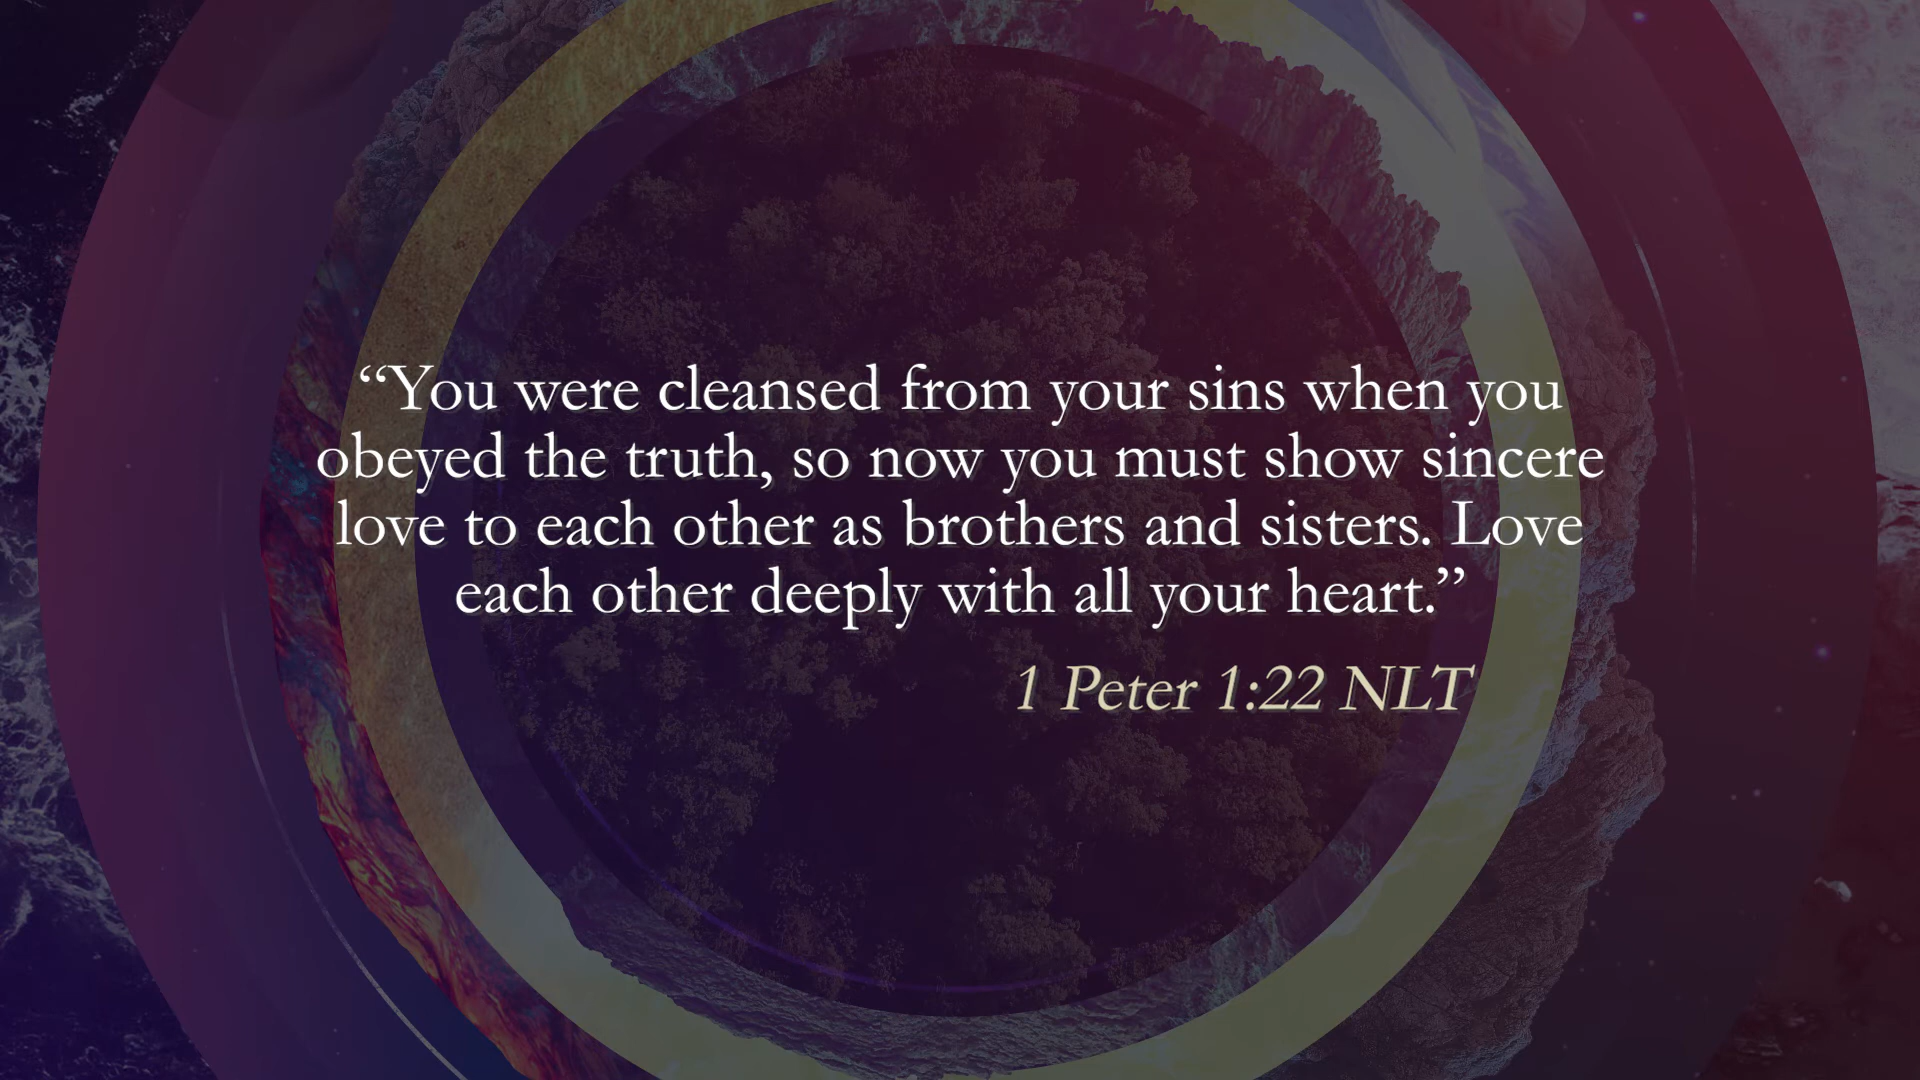 “You were cleansed from your sins when you
obeyed the truth, so now you must show sincere
love to each other as brothers and sisters. Love
each other deeply with all your heart.”
1 Peter 1:22 NLT